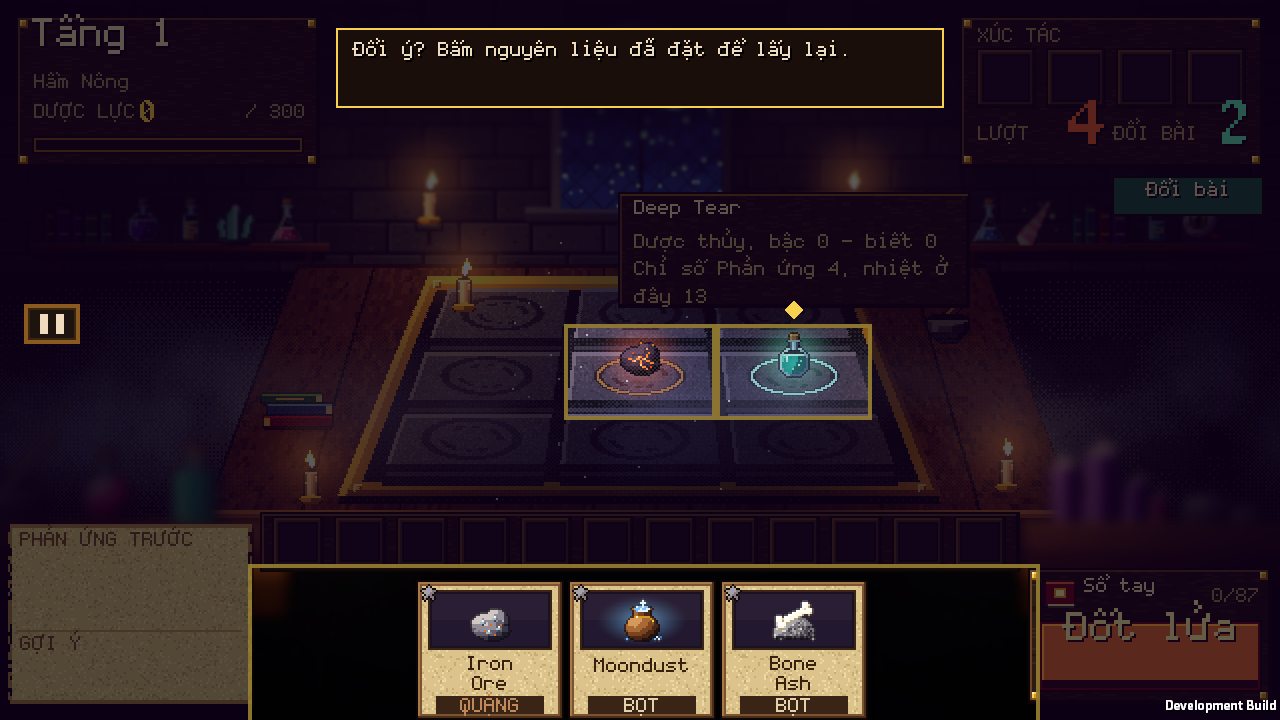 Tầng 1
Hầm Nông
DƯỢC LỰC 0 / 300
Đổi ý? Bấm nguyên liệu đã đặt để lấy lại.
XÚC TÁC
LƯỢT 4 ĐỔI BÀI 2
Đổi bài
Deep Tear
Dược thủy, bậc 0 - biết 0
Chỉ số Phản ứng 4, nhiệt ở
đây 13
PHẢN ỨNG TRƯỚC
GỢI Ý
Iron
Ore
QUẶNG
Moondust
BỘT
Bone
Ash
BỘT
Sổ tay
0/87
Đốt lửa
Development Build